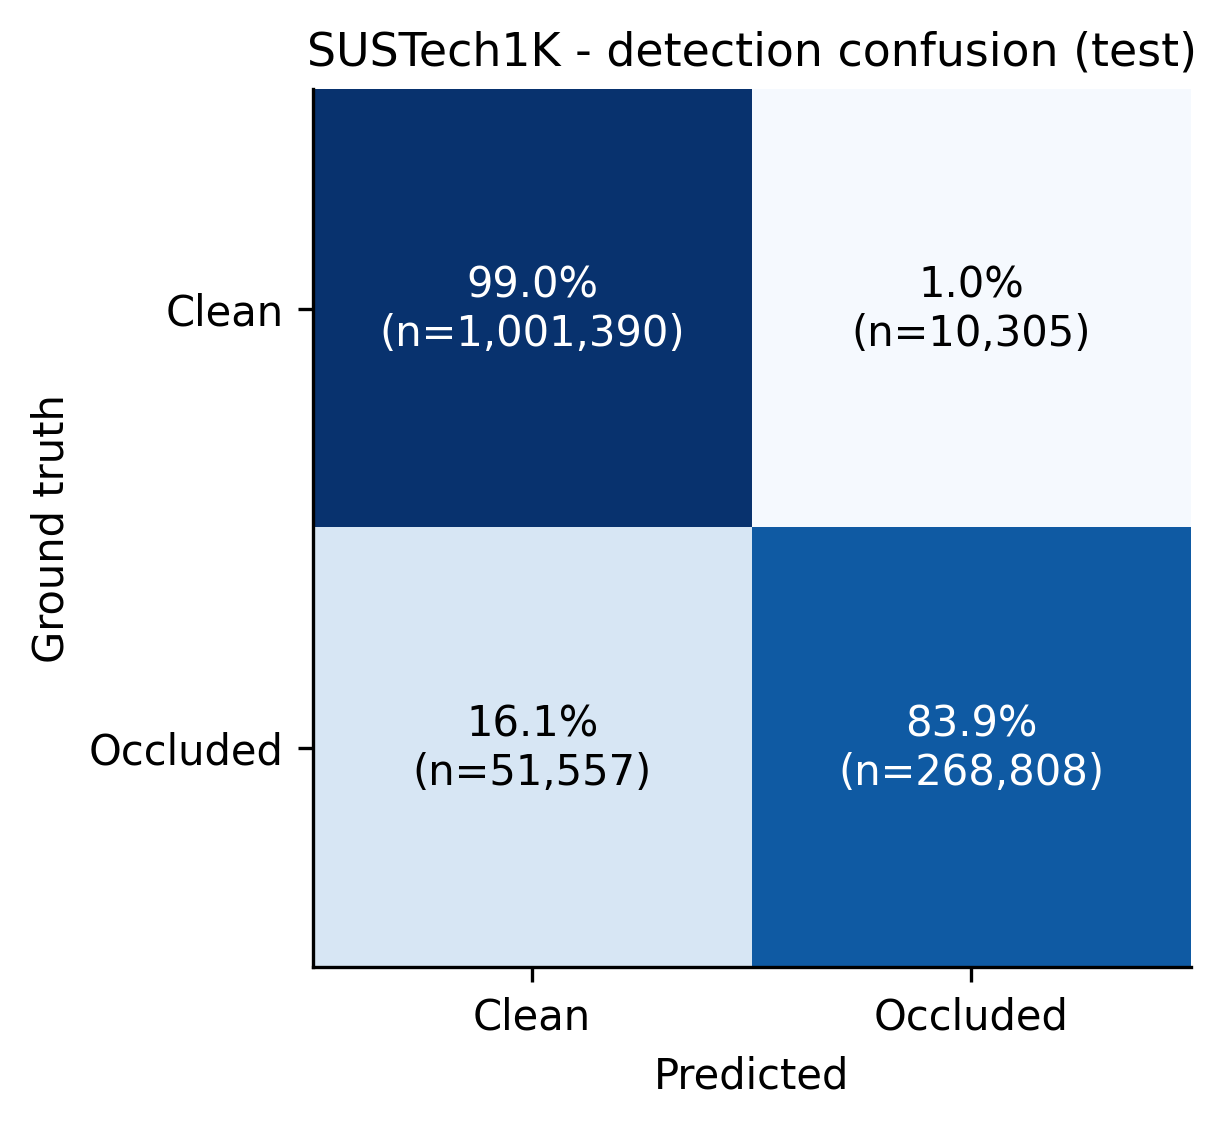 SUSTech1K - detection confusion (test)
Ground truth
Clean
99.0%
(n=1,001,390)
1.0%
(n=10,305)
Occluded
16.1%
(n=51,557)
83.9%
(n=268,808)
Clean
Occluded
Predicted